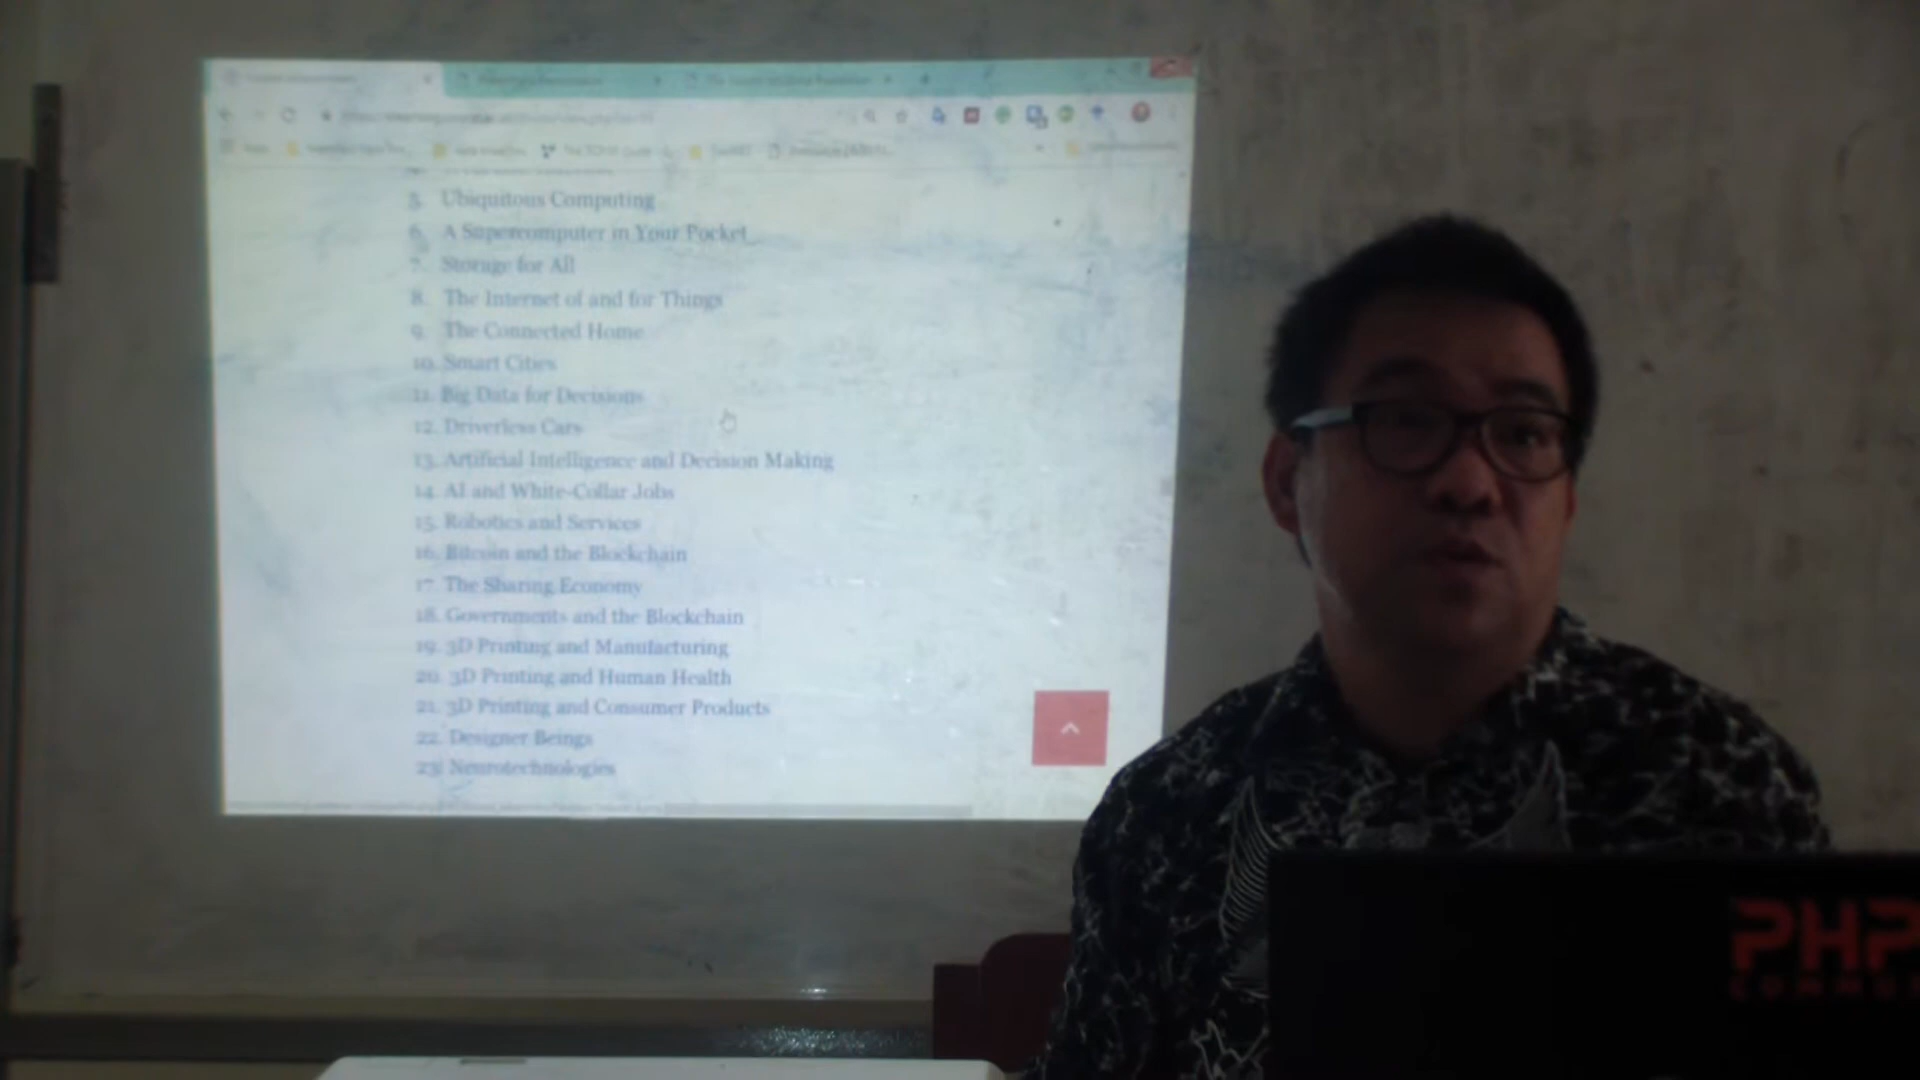 5. Ubiquitous Computing
6. A Supercomputer in Your Pocket
7. Storage for All
8. The Internet of and for Things
9. The Connected Home
10. Smart Cities
11. Big Data for Decisions
12. Driverless Cars
13. Artificial Intelligence and Decision Making
14. AI and White-Collar Jobs
15. Robotics and Services
16. Bitcoin and the Blockchain
17. The Sharing Economy
18. Governments and the Blockchain
19. 3D Printing and Manufacturing
20. 3D Printing and Human Health
21. 3D Printing and Consumer Products
22. Designer Beings
23. Neurotechnologies
PHP